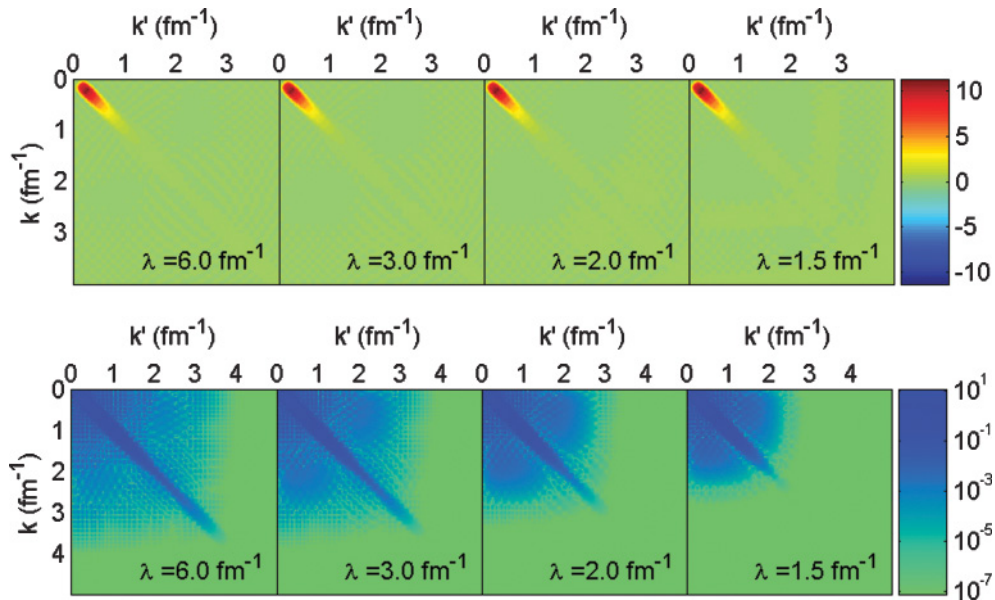 k' (fm⁻¹) k' (fm⁻¹) k' (fm⁻¹) k' (fm⁻¹)
0 1 2 3 0 1 2 3 0 1 2 3 0 1 2 3
k (fm⁻¹)
0
1
2
3
λ =6.0 fm⁻¹ λ =3.0 fm⁻¹ λ =2.0 fm⁻¹ λ =1.5 fm⁻¹
10
5
0
-5
-10
k' (fm⁻¹) k' (fm⁻¹) k' (fm⁻¹) k' (fm⁻¹)
0 1 2 3 4 0 1 2 3 4 0 1 2 3 4 0 1 2 3 4
k (fm⁻¹)
0
1
2
3
4
λ =6.0 fm⁻¹ λ =3.0 fm⁻¹ λ =2.0 fm⁻¹ λ =1.5 fm⁻¹
10¹
10⁻¹
10⁻³
10⁻⁵
10⁻⁷